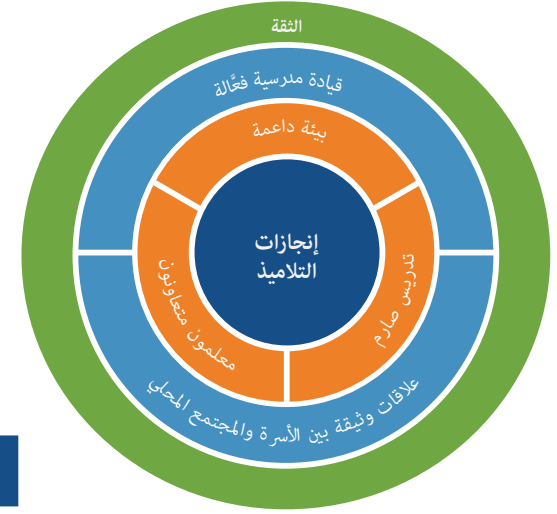 الثقة
قيادة مدرسية فعَّالة
بيئة داعمة
إنجازات
التلاميذ
تدريس صارم
معلمون متعاونون
علاقات وثيقة بين الأسرة والمجتمع المحلي